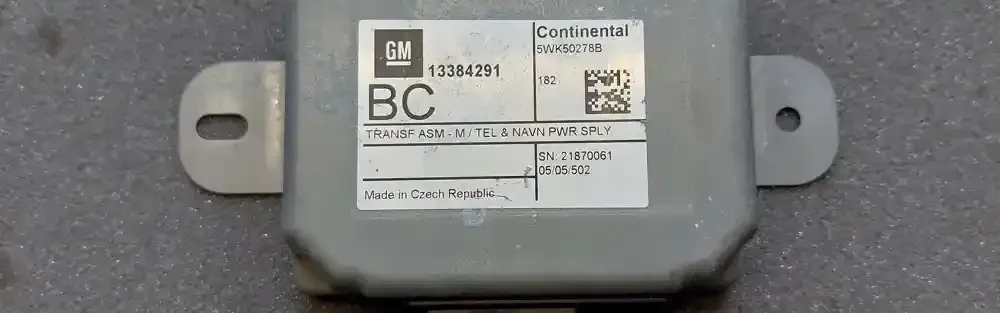 GM
13384291
BC
Continental
5WK50278B
182
TRANSF ASM - M / TEL & NAVN PWR SPLY
SN: 21870061
05/05/502
Made in Czech Republic